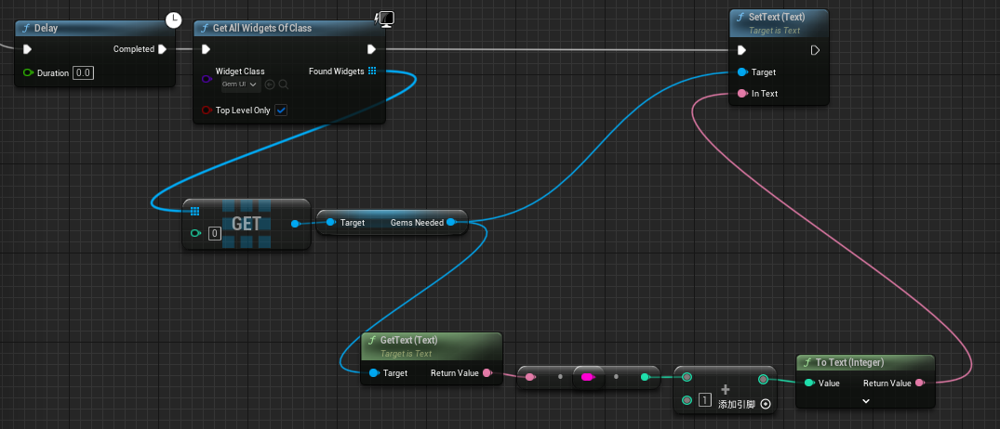 Delay
Completed
Duration 0.0
Get All Widgets Of Class
Widget Class
Found Widgets
Gem UI
Top Level Only
SetText (Text)
Target is Text
Target
In Text
GET
0
Target
Gems Needed
GetText (Text)
Target is Text
Target
Return Value
1
添加引脚
To Text (Integer)
Value
Return Value